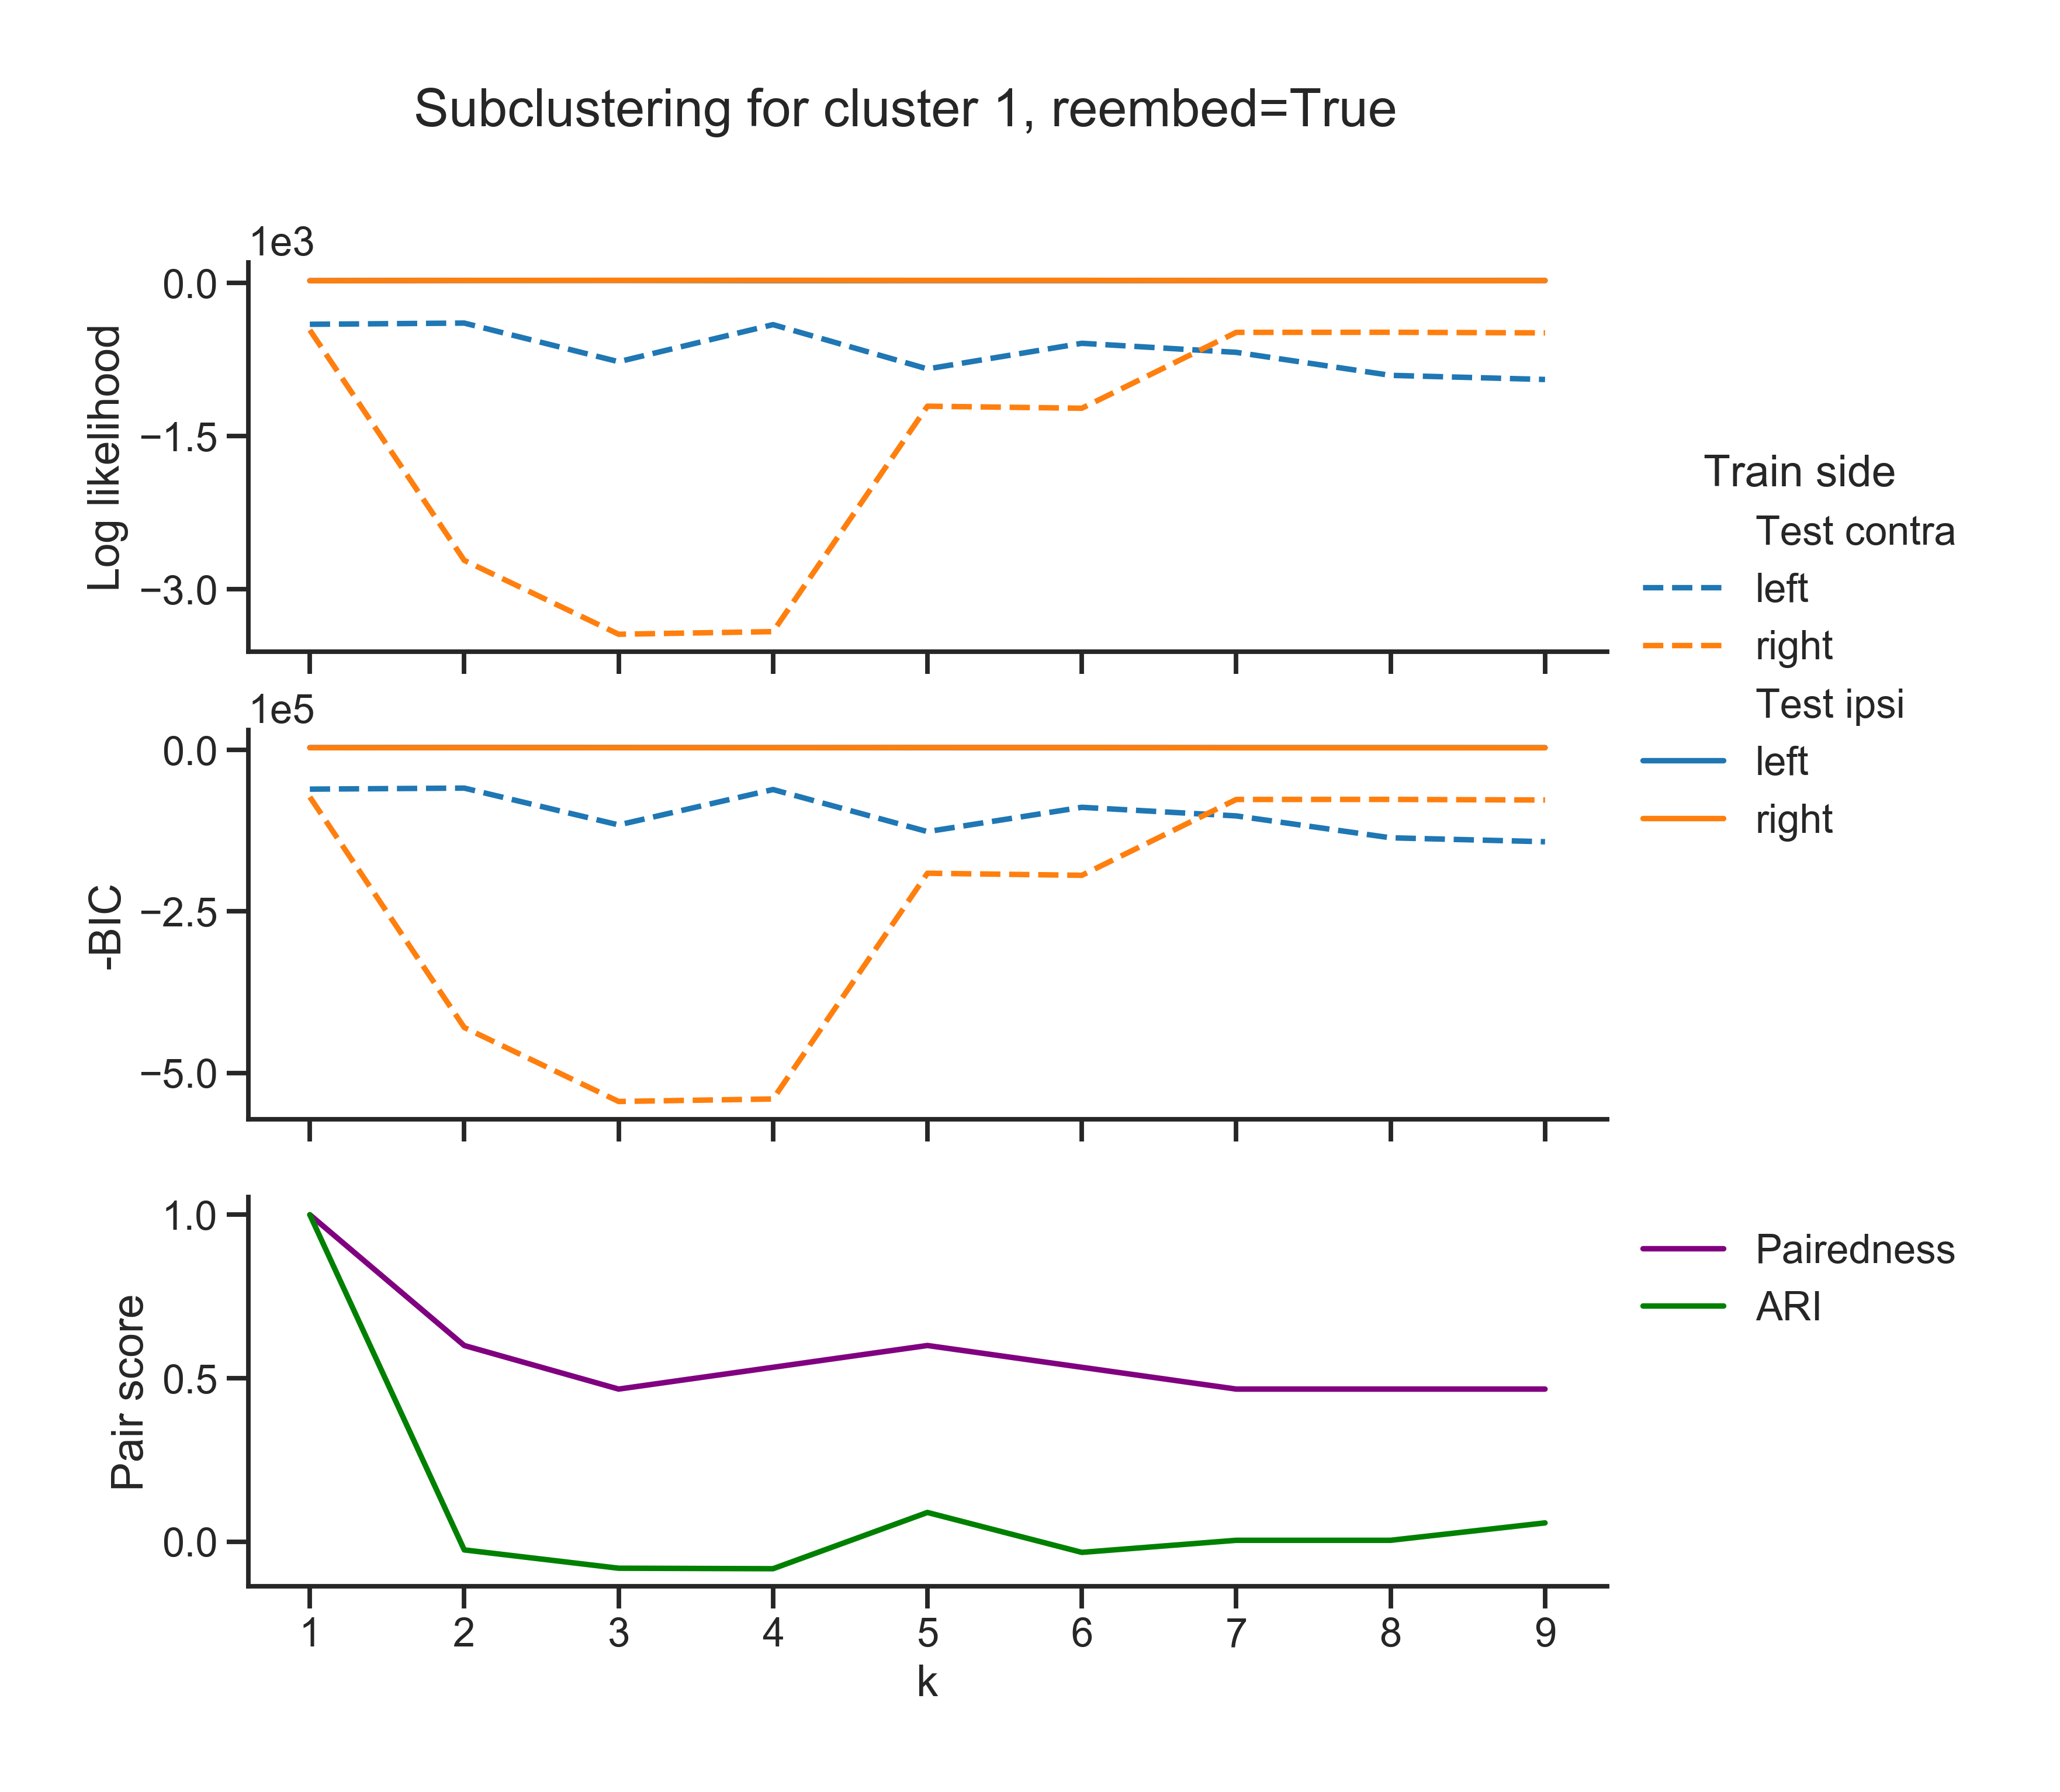 Subclustering for cluster 1, reembed=True
1e3
0.0
−1.5
−3.0
Log likelihood
Train side
Test contra
left
right
Test ipsi
left
right
1e5
0.0
−2.5
−5.0
-BIC
1.0
0.5
0.0
Pair score
Pairedness
ARI
1 2 3 4 5 6 7 8 9
k